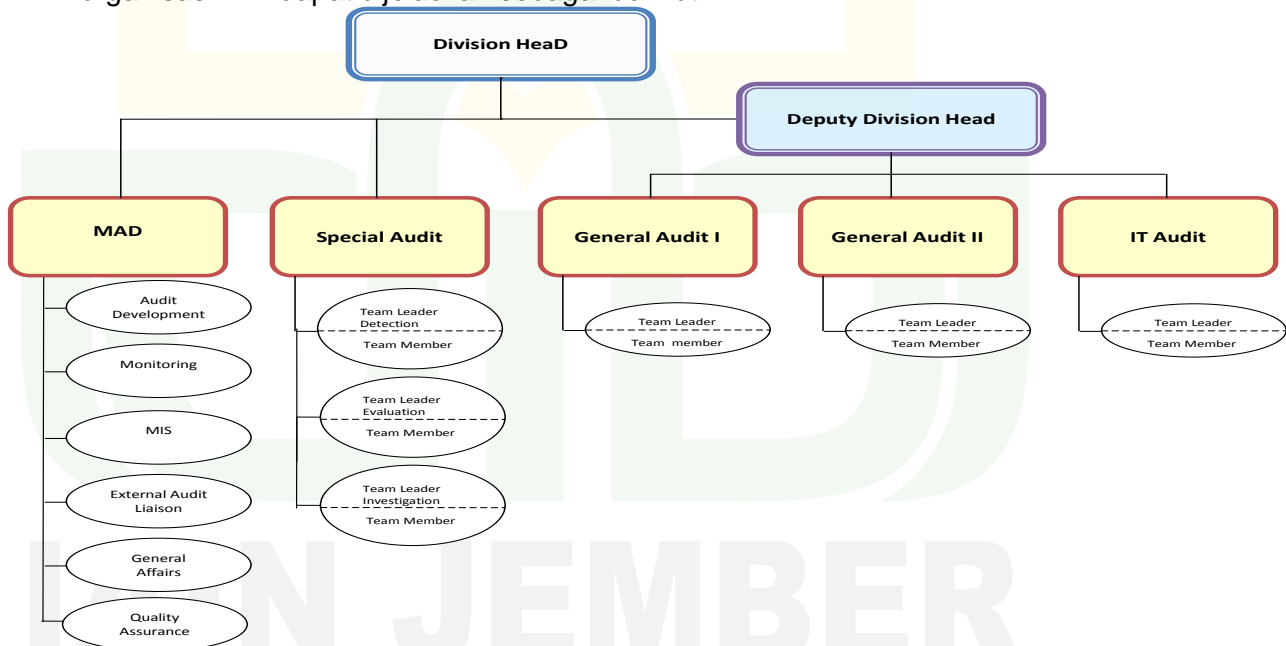 Division HeaD
Deputy Division Head
MAD
Special Audit
General Audit I
General Audit II
IT Audit
Audit
Development
Monitoring
MIS
External Audit
Liaison
General
Affairs
Quality
Assurance
Team Leader
Detection
Team Member
Team Leader
Evaluation
Team Member
Team Leader
Investigation
Team Member
Team Leader
Team member
Team Leader
Team Member
Team Leader
Team Member
IAIN JEMBER